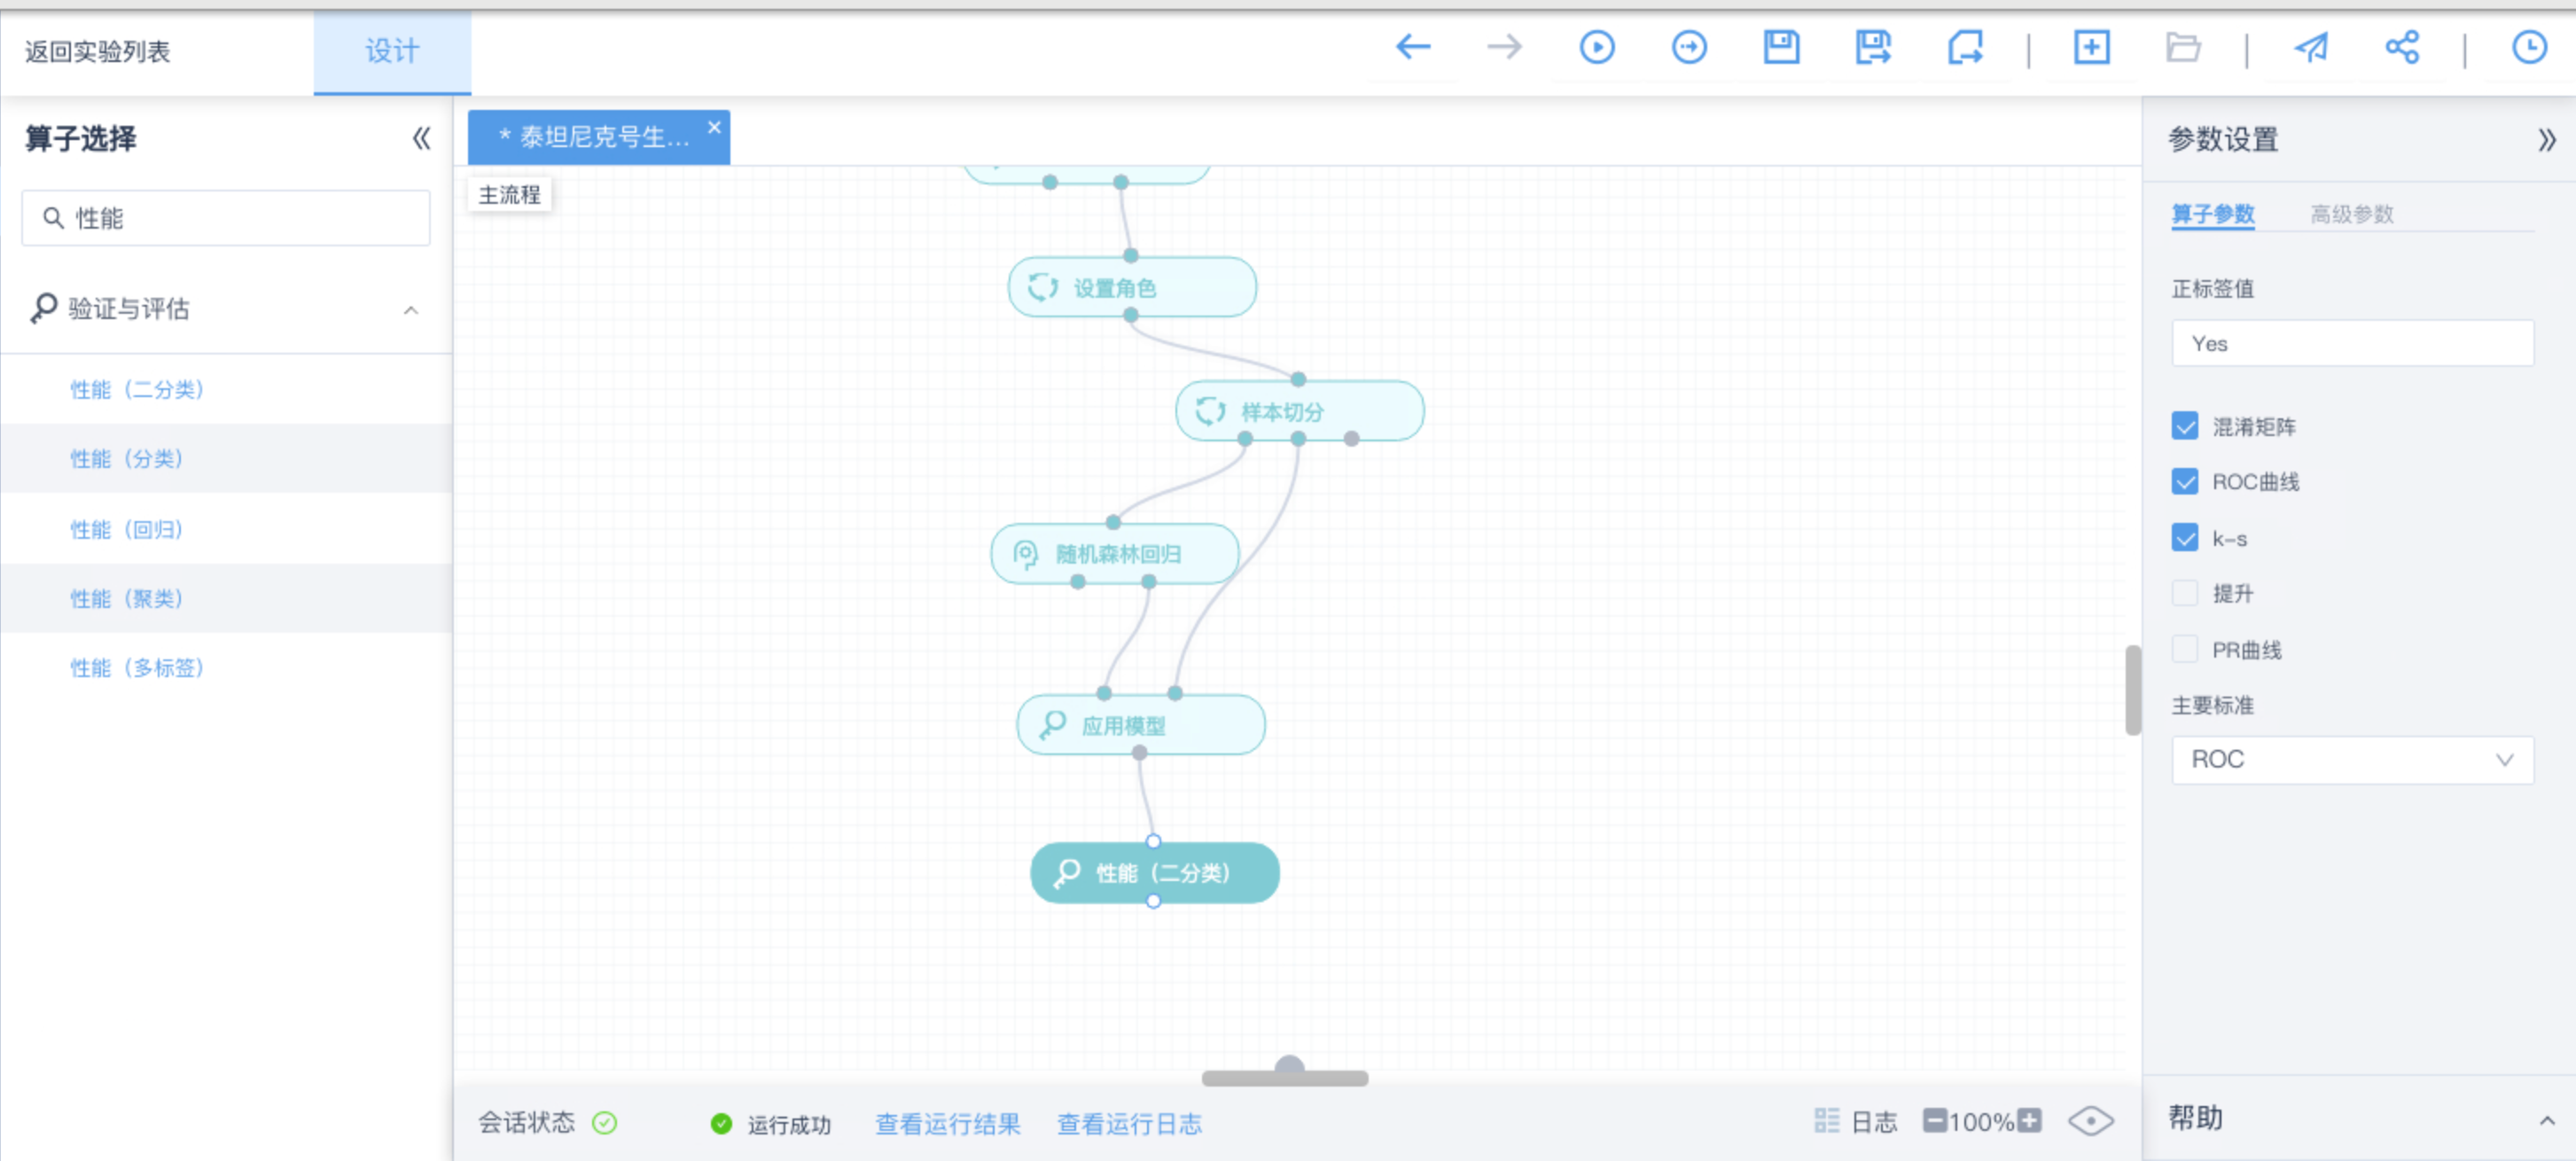 返回实验列表
设计
算子选择
性能
验证与评估
性能（二分类）
性能（分类）
性能（回归）
性能（聚类）
性能（多标签）
* 泰坦尼克号生...
主流程
设置角色
样本切分
随机森林回归
应用模型
性能（二分类）
会话状态
运行成功
查看运行结果
查看运行日志
日志
100%
参数设置
算子参数
高级参数
正标签值
Yes
混淆矩阵
ROC曲线
k-s
提升
PR曲线
主要标准
ROC
帮助